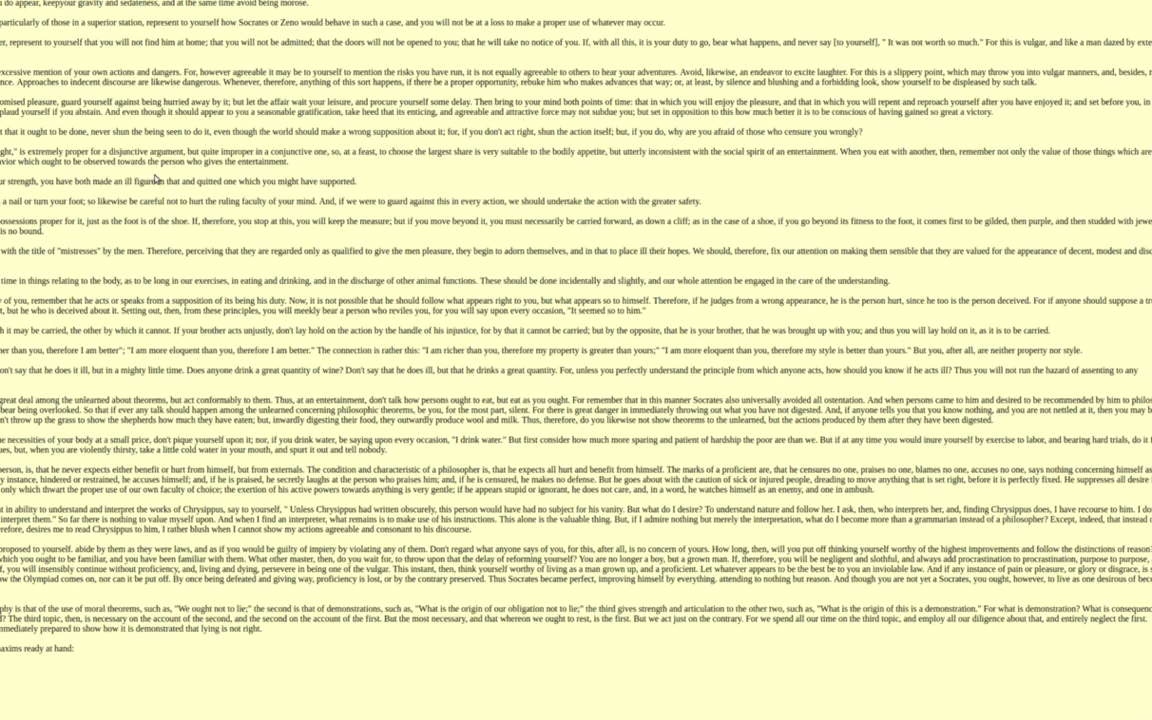 do appear, keepyour gravity and sedateness, and at the same time avoid being morose.
particularly of those in a superior station, represent to yourself how Socrates or Zeno would behave in such a case, and you will not be at a loss to make a proper use of whatever may occur.
er, represent to yourself that you will not find him at home; that you will not be admitted; that the doors will not be opened to you; that he will take no notice of you. If, with all this, it is your duty to go, bear what happens, and never say [to yourself], " It was not worth so much." For this is vulgar, and like a man dazed by exte
excessive mention of your own actions and dangers. For, however agreeable it may be to yourself to mention the risks you have run, it is not equally agreeable to others to hear your adventures. Avoid, likewise, an endeavor to excite laughter. For this is a slippery point, which may throw you into vulgar manners, and, besides,
nce. Approaches to indecent discourse are likewise dangerous. Whenever, therefore, anything of this sort happens, if there be a proper opportunity, rebuke him who makes advances that way; or, at least, by silence and blushing and a forbidding look, show yourself to be displeased by such talk.
omised pleasure, guard yourself against being hurried away by it; but let the affair wait your leisure, and procure yourself some delay. Then bring to your mind both points of time: that in which you will enjoy the pleasure, and that in which you will repent and reproach yourself after you have enjoyed it; and set before you, in
plaud yourself if you abstain. And even though it should appear to you a seasonable gratification, take heed that its enticing, and agreeable and attractive force may not subdue you; but set in opposition to this how much better it is to be conscious of having gained so great a victory.
t that it ought to be done, never shun the being seen to do it, even though the world should make a wrong supposition about it; for, if you don't act right, shun the action itself; but, if you do, why are you afraid of those who censure you wrongly?
ght," is extremely proper for a disjunctive argument, but quite improper in a conjunctive one, so, at a feast, to choose the largest share is very suitable to the bodily appetite, but utterly inconsistent with the social spirit of an entertainment. When you eat with another, then, remember not only the value of those things which are
avior which ought to be observed towards the person who gives the entertainment.
ur strength, you have both made an ill figure in that and quitted one which you might have supported.
a nail or turn your foot; so likewise be careful not to hurt the ruling faculty of your mind. And, if we were to guard against this in every action, we should undertake the action with the greater safety.
possessions proper for it, just as the foot is of the shoe. If, therefore, you stop at this, you will keep the measure; but if you move beyond it, you must necessarily be carried forward, as down a cliff; as in the case of a shoe, if you go beyond its fitness to the foot, it comes first to be gilded, then purple, and then studded with jewe
is no bound.
with the title of "mistresses" by the men. Therefore, perceiving that they are regarded only as qualified to give the men pleasure, they begin to adorn themselves, and in that to place ill their hopes. We should, therefore, fix our attention on making them sensible that they are valued for the appearance of decent, modest and disc
time in things relating to the body, as to be long in our exercises, in eating and drinking, and in the discharge of other animal functions. These should be done incidentally and slightly, and our whole attention be engaged in the care of the understanding.
y of you, remember that he acts or speaks from a supposition of its being his duty. Now, it is not possible that he should follow what appears right to you, but what appears so to himself. Therefore, if he judges from a wrong appearance, he is the person hurt, since he too is the person deceived. For if anyone should suppose a tr
t, but he who is deceived about it. Setting out, then, from these principles, you will meekly bear a person who reviles you, for you will say upon every occasion, "It seemed so to him."
h it may be carried, the other by which it cannot. If your brother acts unjustly, don't lay hold on the action by the handle of his injustice, for by that it cannot be carried; but by the opposite, that he is your brother, that he was brought up with you; and thus you will lay hold on it, as it is to be carried.
her than you, therefore I am better"; "I am more eloquent than you, therefore I am better." The connection is rather this: "I am richer than you, therefore my property is greater than yours;" "I am more eloquent than you, therefore my style is better than yours." But you, after all, are neither property nor style.
on't say that he does it ill, but in a mighty little time. Does anyone drink a great quantity of wine? Don't say that he does ill, but that he drinks a great quantity. For, unless you perfectly understand the principle from which anyone acts, how should you know if he acts ill? Thus you will not run the hazard of assenting to any
great deal among the unlearned about theorems, but act conformably to them. Thus, at an entertainment, don't talk how persons ought to eat, but eat as you ought. For remember that in this manner Socrates also universally avoided all ostentation. And when persons came to him and desired to be recommended by him to philos
bear being overlooked. So that if ever any talk should happen among the unlearned concerning philosophic theorems, be you, for the most part, silent. For there is great danger in immediately throwing out what you have not digested. And, if anyone tells you that you know nothing, and you are not nettled at it, then you may b
n't throw up the grass to show the shepherds how much they have eaten; but, inwardly digesting their food, they outwardly produce wool and milk. Thus, therefore, do you likewise not show theorems to the unlearned, but the actions produced by them after they have been digested.
he necessities of your body at a small price, don't pique yourself upon it; nor, if you drink water, be saying upon every occasion, "I drink water." But first consider how much more sparing and patient of hardship the poor are than we. But if at any time you would inure yourself by exercise to labor, and bearing hard trials, do it f
ues, but, when you are violently thirsty, take a little cold water in your mouth, and spurt it out and tell nobody.
person, is, that he never expects either benefit or hurt from himself, but from externals. The condition and characteristic of a philosopher is, that he expects all hurt and benefit from himself. The marks of a proficient are, that he censures no one, praises no one, blames no one, accuses no one, says nothing concerning himself as
y instance, hindered or restrained, he accuses himself; and, if he is praised, he secretly laughs at the person who praises him; and, if he is censured, he makes no defense. But he goes about with the caution of sick or injured people, dreading to move anything that is set right, before it is perfectly fixed. He suppresses all desire
only which thwart the proper use of our own faculty of choice; the exertion of his active powers towards anything is very gentle; if he appears stupid or ignorant, he does not care, and, in a word, he watches himself as an enemy, and one in ambush.
t in ability to understand and interpret the works of Chrysippus, say to yourself, " Unless Chrysippus had written obscurely, this person would have had no subject for his vanity. But what do I desire? To understand nature and follow her. I ask, then, who interprets her, and, finding Chrysippus does, I have recourse to him. I do
interpret them." So far there is nothing to value myself upon. And when I find an interpreter, what remains is to make use of his instructions. This alone is the valuable thing. But, if I admire nothing but merely the interpretation, what do I become more than a grammarian instead of a philosopher? Except, indeed, that instead o
refore, desires me to read Chrysippus to him, I rather blush when I cannot show my actions agreeable and consonant to his discourse.
proposed to yourself. abide by them as they were laws, and as if you would be guilty of impiety by violating any of them. Don't regard what anyone says of you, for this, after all, is no concern of yours. How long, then, will you put off thinking yourself worthy of the highest improvements and follow the distinctions of reason?
which you ought to be familiar, and you have been familiar with them. What other master, then, do you wait for, to throw upon that the delay of reforming yourself? You are no longer a boy, but a grown man. If, therefore, you will be negligent and slothful, and always add procrastination to procrastination, purpose to purpose,
f, you will insensibly continue without proficiency, and, living and dying, persevere in being one of the vulgar. This instant, then, think yourself worthy of living as a man grown up, and a proficient. Let whatever appears to be the best be to you an inviolable law. And if any instance of pain or pleasure, or glory or disgrace, is s
ow the Olympiad comes on, nor can it be put off. By once being defeated and giving way, proficiency is lost, or by the contrary preserved. Thus Socrates became perfect, improving himself by everything. attending to nothing but reason. And though you are not yet a Socrates, you ought, however, to live as one desirous of beco
phy is that of the use of moral theorems, such as, "We ought not to lie;" the second is that of demonstrations, such as, "What is the origin of our obligation not to lie;" the third gives strength and articulation to the other two, such as, "What is the origin of this is a demonstration." For what is demonstration? What is consequenc
d? The third topic, then, is necessary on the account of the second, and the second on the account of the first. But the most necessary, and that whereon we ought to rest, is the first. But we act just on the contrary. For we spend all our time on the third topic, and employ all our diligence about that, and entirely neglect the first.
mmediately prepared to show how it is demonstrated that lying is not right.
axims ready at hand: